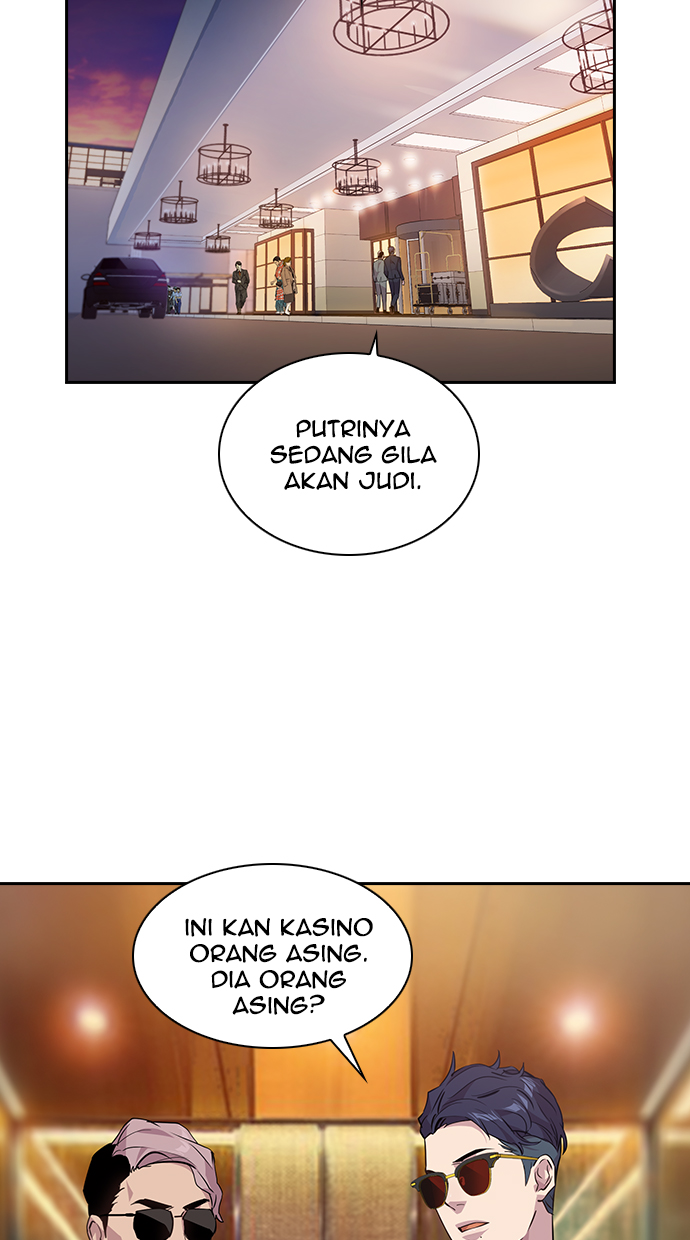 PUTRINYA
SEDANG GILA
AKAN JUDI.
INI KAN KASINO
ORANG ASING.
DIA ORANG
ASING?